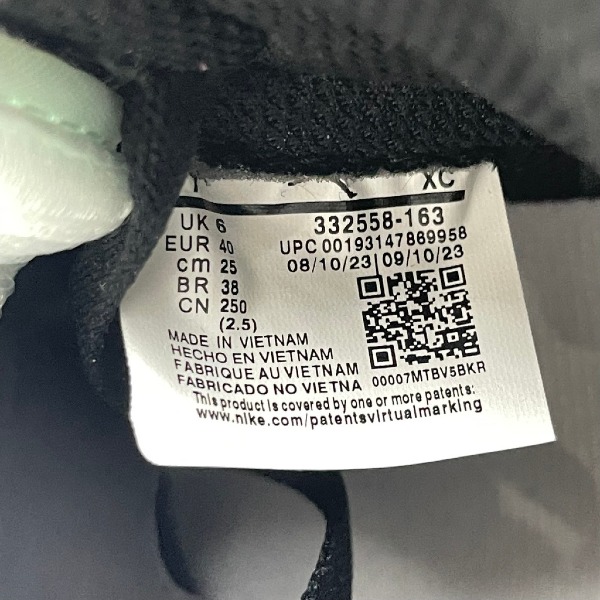 XC
UK 6
EUR 40
cm 25
BR 38
CN 250
(2.5)
332558-163
UPC 00193147869958
08/10/23|09/10/23
MADE IN VIETNAM
HECHO EN VIETNAM
FABRIQUE AU VIETNAM
FABRICADO NO VIETNA
00007MTBV5BKR
This product is covered by one or more patents:
www.nike.com/patentsvirtualmarking